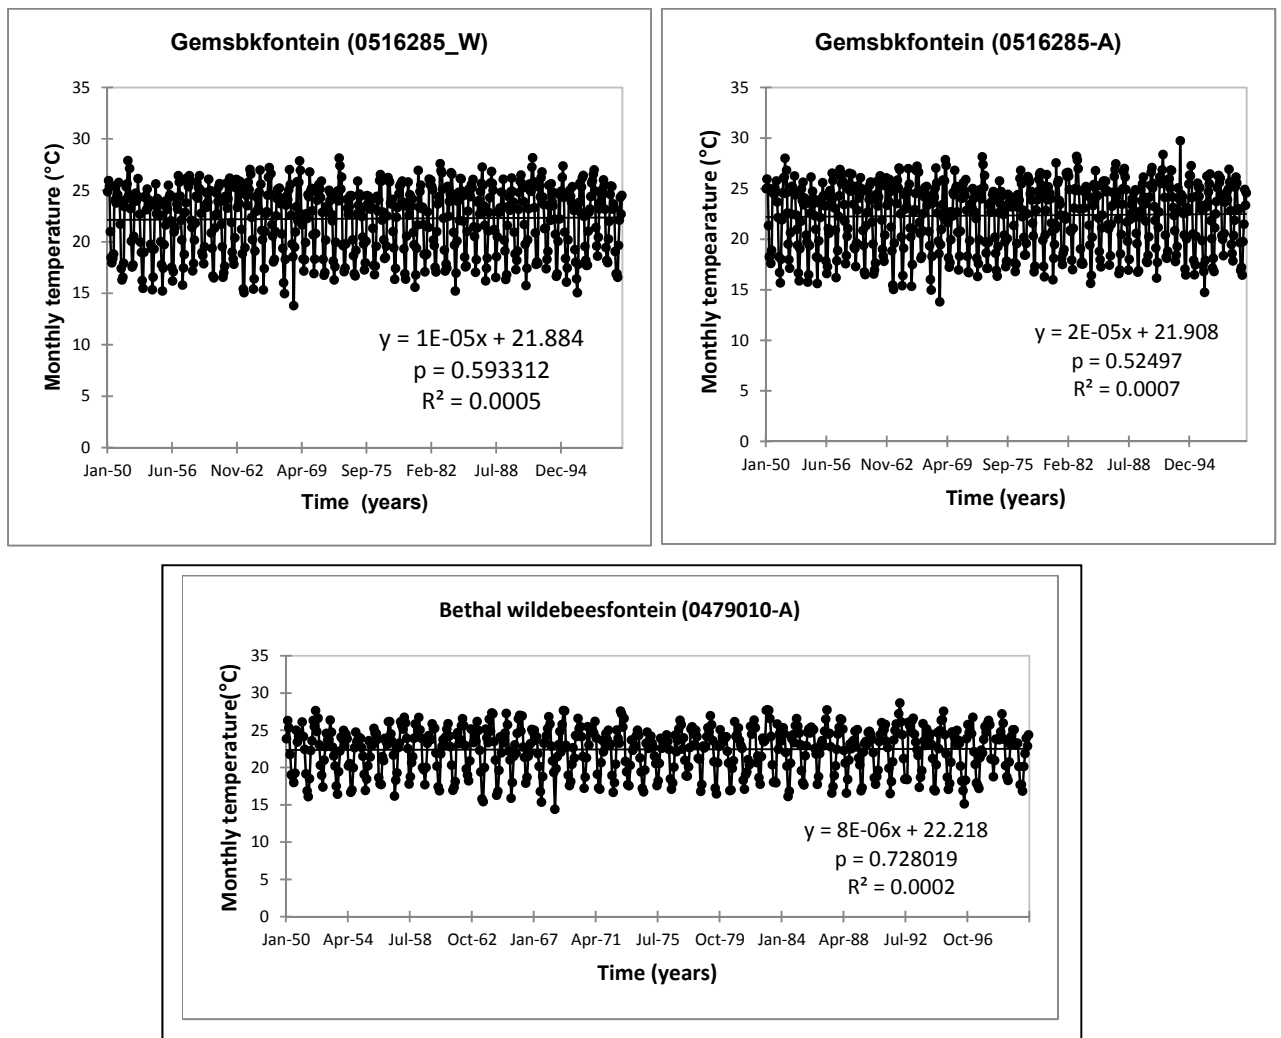 Gemsbkfontein (0516285_W)
Monthly temperature (°C)
35
30
25
20
15
10
5
0
y = 1E-05x + 21.884
p = 0.593312
R² = 0.0005
Jan-50 Jun-56 Nov-62 Apr-69 Sep-75 Feb-82 Jul-88 Dec-94
Time (years)
Gemsbkfontein (0516285-A)
Monthly tempearature (°C)
35
30
25
20
15
10
5
0
y = 2E-05x + 21.908
p = 0.52497
R² = 0.0007
Jan-50 Jun-56 Nov-62 Apr-69 Sep-75 Feb-82 Jul-88 Dec-94
Time (years)
Bethal wildebeesfontein (0479010-A)
Monthly temperature(°C)
35
30
25
20
15
10
5
0
y = 8E-06x + 22.218
p = 0.728019
R² = 0.0002
Jan-50 Apr-54 Jul-58 Oct-62 Jan-67 Apr-71 Jul-75 Oct-79 Jan-84 Apr-88 Jul-92 Oct-96
Time (years)